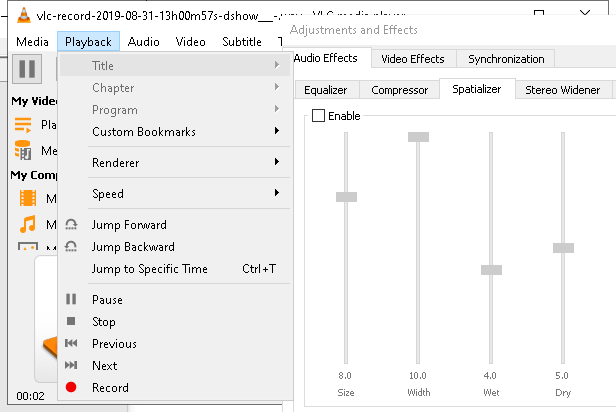 vlc-record-2019-08-31-13h00m57s-dshow___-.wav - VLC media player
Adjustments and Effects
Media Playback Audio Video Subtitle T
Audio Effects Video Effects Synchronization
Equalizer Compressor Spatializer Stereo Widener
Enable
Title
Chapter
Program
Custom Bookmarks
Renderer
Speed
Jump Forward
Jump Backward
Jump to Specific Time Ctrl+T
Pause
Stop
Previous
Next
Record
My Vide
Pla
Me
My Comp
M
M
M
00:02
8.0 10.0 4.0 5.0
Size Width Wet Dry